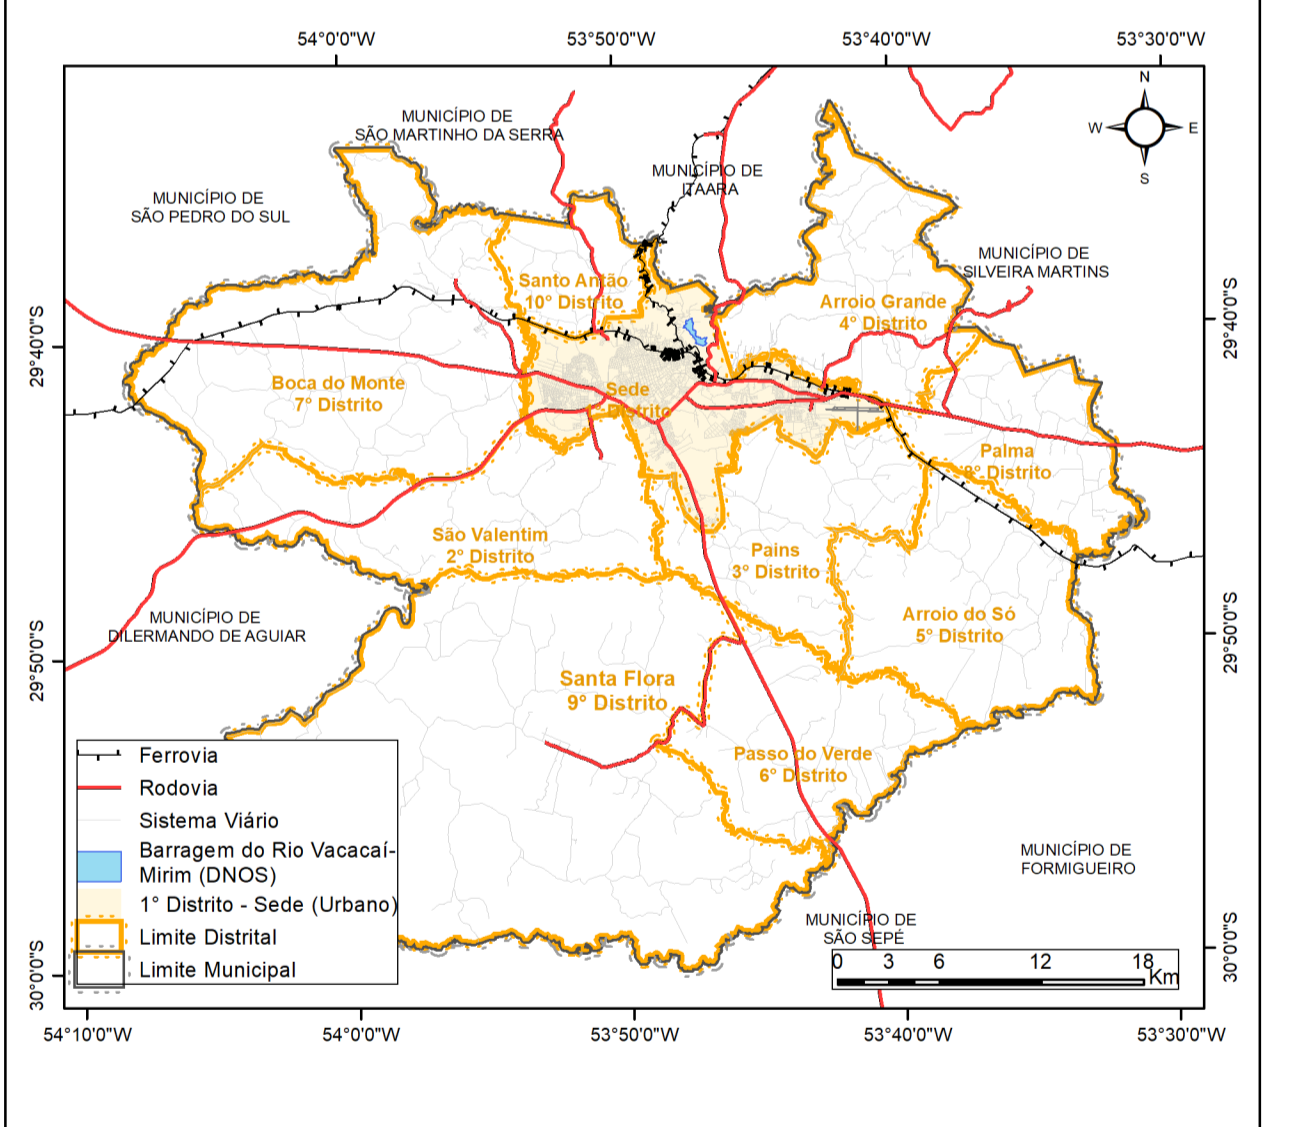 54°0'0"W
53°50'0"W
53°40'0"W
53°30'0"W
N
W
E
S
MUNICÍPIO DE
SÃO MARTINHO DA SERRA
MUNICÍPIO DE
ITAARA
MUNICÍPIO DE
SÃO PEDRO DO SUL
MUNICÍPIO DE
SILVEIRA MARTINS
Santo Antão
10° Distrito
Arroio Grande
4° Distrito
29°40'0"S
29°40'0"S
Boca do Monte
7° Distrito
Sede
Distrito
Palma
8° Distrito
São Valentim
2° Distrito
Pains
3° Distrito
MUNICÍPIO DE
DILERMANDO DE AGUIAR
Arroio do Só
5° Distrito
29°50'0"S
29°50'0"S
Santa Flora
9° Distrito
Passo do Verde
6° Distrito
MUNICÍPIO DE
FORMIGUEIRO
MUNICÍPIO DE
SÃO SEPÉ
Ferrovia
Rodovia
Sistema Viário
Barragem do Rio Vacacaí-
Mirim (DNOS)
1° Distrito - Sede (Urbano)
Limite Distrital
Limite Municipal
0 3 6 12 18
Km
30°0'0"S
30°0'0"S
54°10'0"W
54°0'0"W
53°50'0"W
53°40'0"W
53°30'0"W